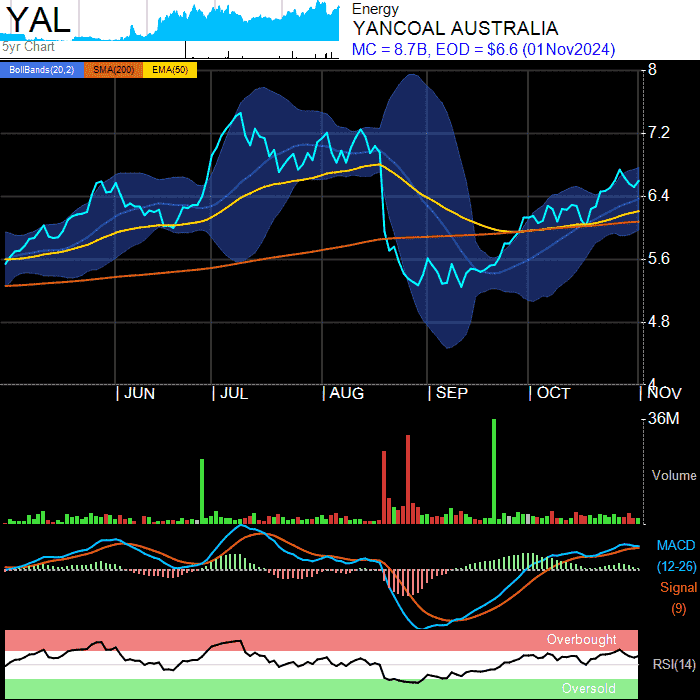 YAL
5yr Chart
Energy
YANCOAL AUSTRALIA
MC = 8.7B, EOD = $6.6 (01Nov2024)
BollBands(20,2) SMA(200) EMA(50)
8
7.2
6.4
5.6
4.8
4
JUN JUL AUG SEP OCT NOV
36M
Volume
MACD
(12-26)
Signal
(9)
Overbought
RSI(14)
Oversold